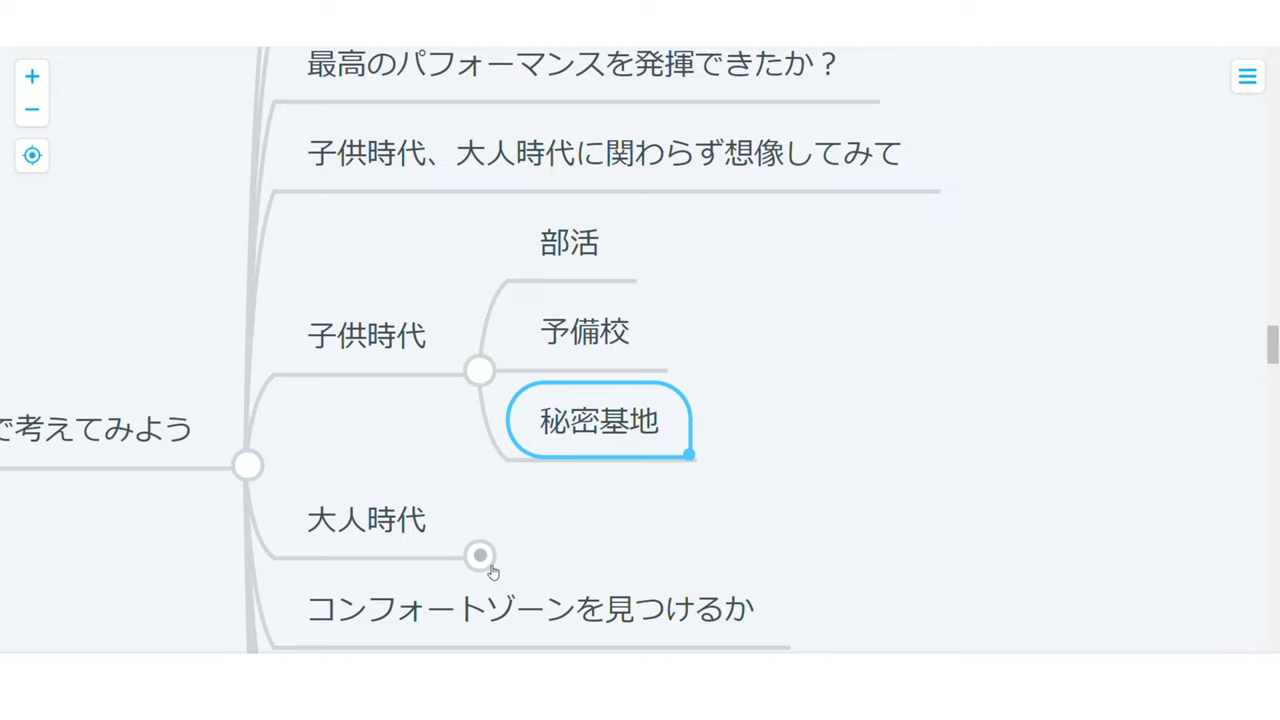 最高のパフォーマンスを発揮できたか？
子供時代、大人時代に関わらず想像してみて
部活
子供時代
予備校
秘密基地
で考えてみよう
大人時代
コンフォートゾーンを見つけるか